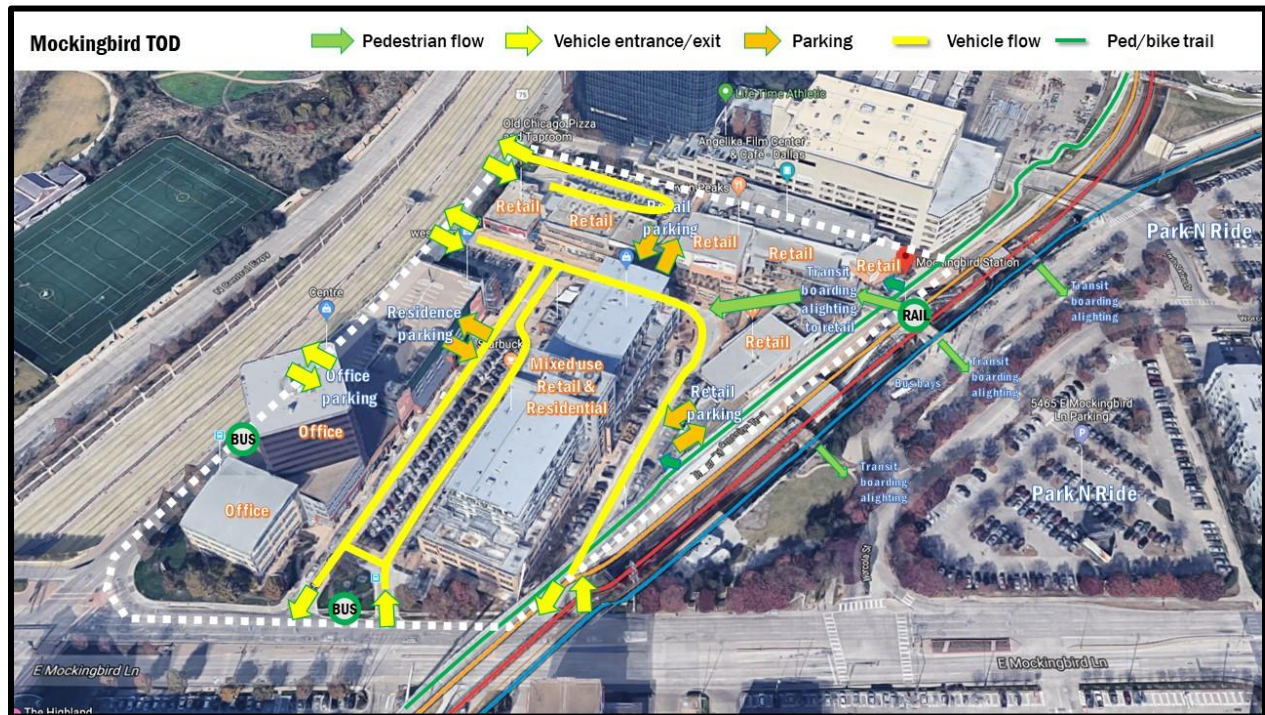 Mockingbird TOD
Pedestrian flow
Vehicle entrance/exit
Parking
Vehicle flow
Ped/bike trail
75
Life Time Athletic
Old Chicago Pizza
and Taproom
Angelika Film Center
& Café - Dallas
Peaks
Retail
Retail
Retail
parking
Retail
Retail
Retail
Mockingbird Station
Park N Ride
Transit
boarding
alighting
Transit
boarding
alighting
to retail
RAIL
Centre
Residence
parking
Starbuck
Mixed use
Retail &
Residential
Retail
Transit
boarding
alighting
Bus bays
Office
parking
Retail
parking
5465 E Mockingbird
Ln Parking
P
BUS
Office
Transit
boarding
alighting
Park N Ride
Office
BUS
E Mockingbird Ln
E Mockingbird Ln
The Highland